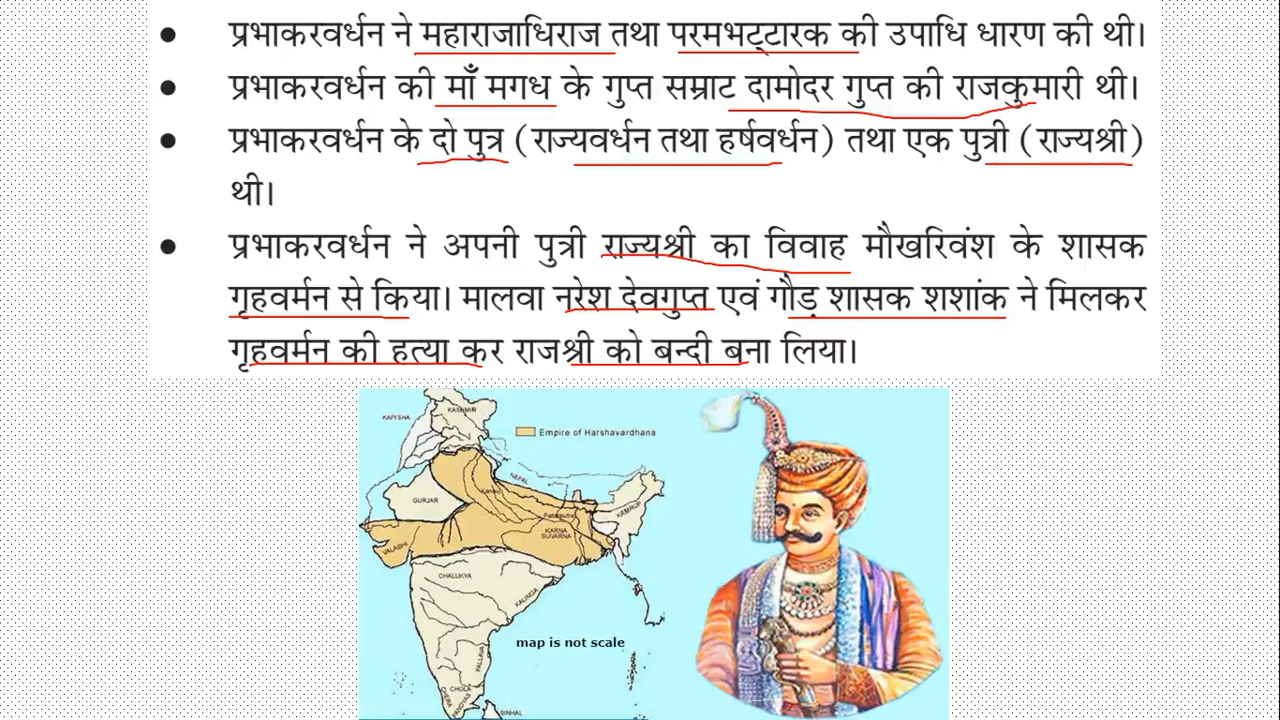 ● प्रभाकरवर्धन ने महाराजाधिराज तथा परमभट्टारक की उपाधि धारण की थी।
● प्रभाकरवर्धन की माँ मगध के गुप्त सम्राट दामोदर गुप्त की राजकुमारी थी।
● प्रभाकरवर्धन के दो पुत्र (राज्यवर्धन तथा हर्षवर्धन) तथा एक पुत्री (राज्यश्री)
थी।
● प्रभाकरवर्धन ने अपनी पुत्री राज्यश्री का विवाह मौखरिवंश के शासक
गृहवर्मन से किया। मालवा नरेश देवगुप्त एवं गौड़ शासक शशांक ने मिलकर
गृहवर्मन की हत्या कर राजश्री को बन्दी बना लिया।
KASHMIR
KAPISHA
Empire of Harshavardhana
NEPAL
Kanauj
GURJAR
KAMRUP
Pataliputra
KARNA
SUVARNA
VALABHI
CHALUKYA
KALINGA
map is not scale
PALLAVA
CHOLA
PANDYAS
SINHAL